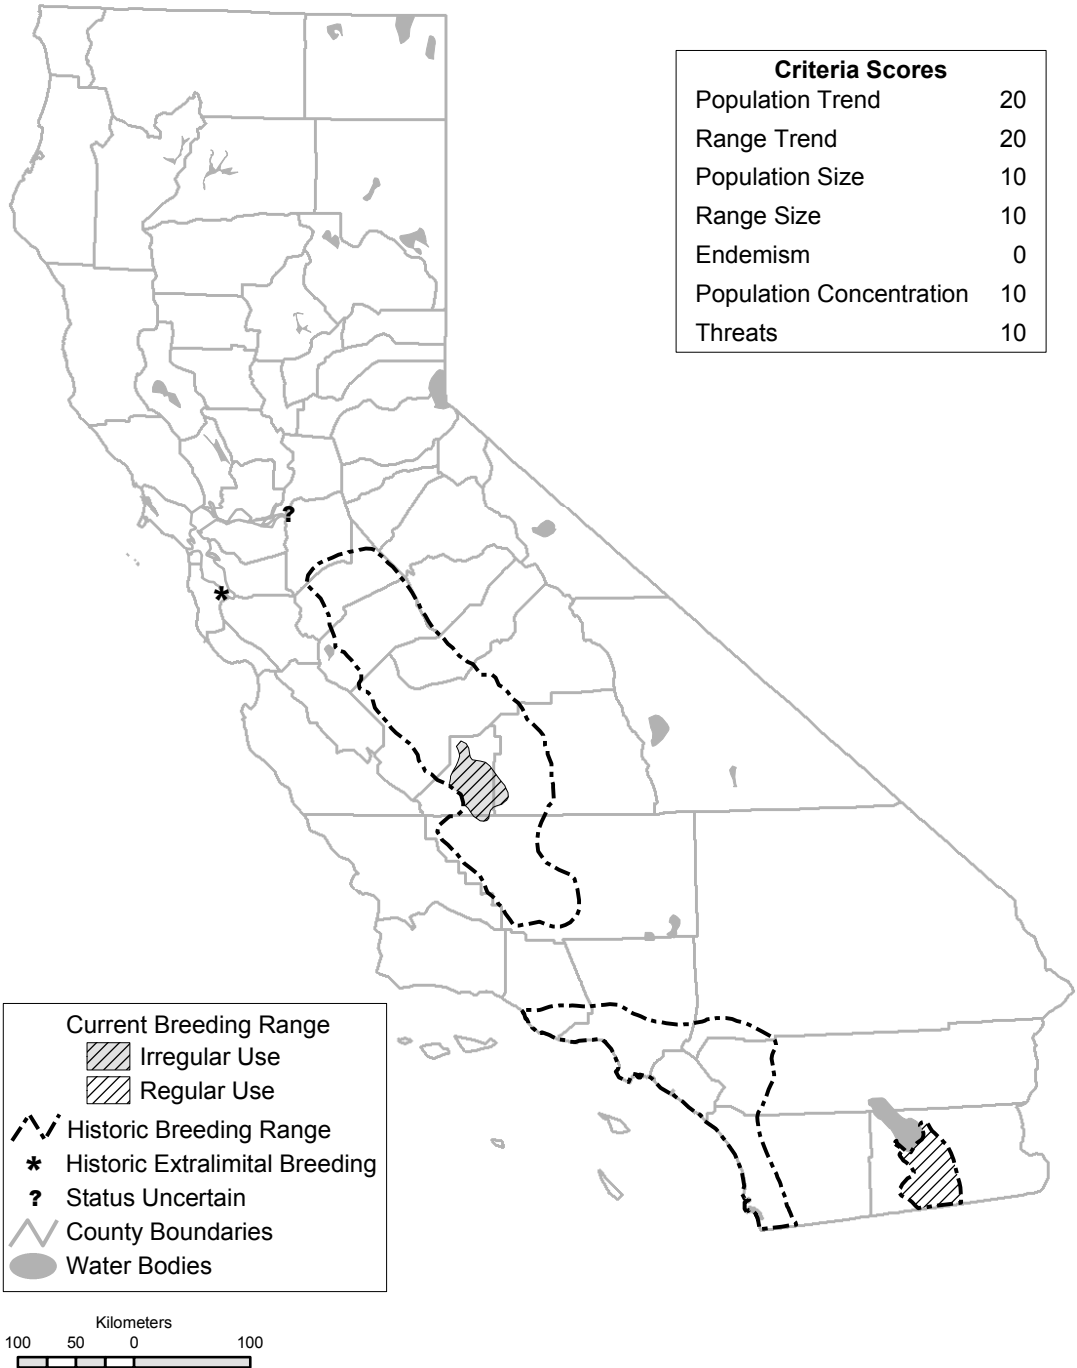 Criteria Scores
Population Trend 20
Range Trend 20
Population Size 10
Range Size 10
Endemism 0
Population Concentration 10
Threats 10
?
*
Current Breeding Range
Irregular Use
Regular Use
Historic Breeding Range
* Historic Extralimital Breeding
? Status Uncertain
County Boundaries
Water Bodies
Kilometers
100 50 0 100